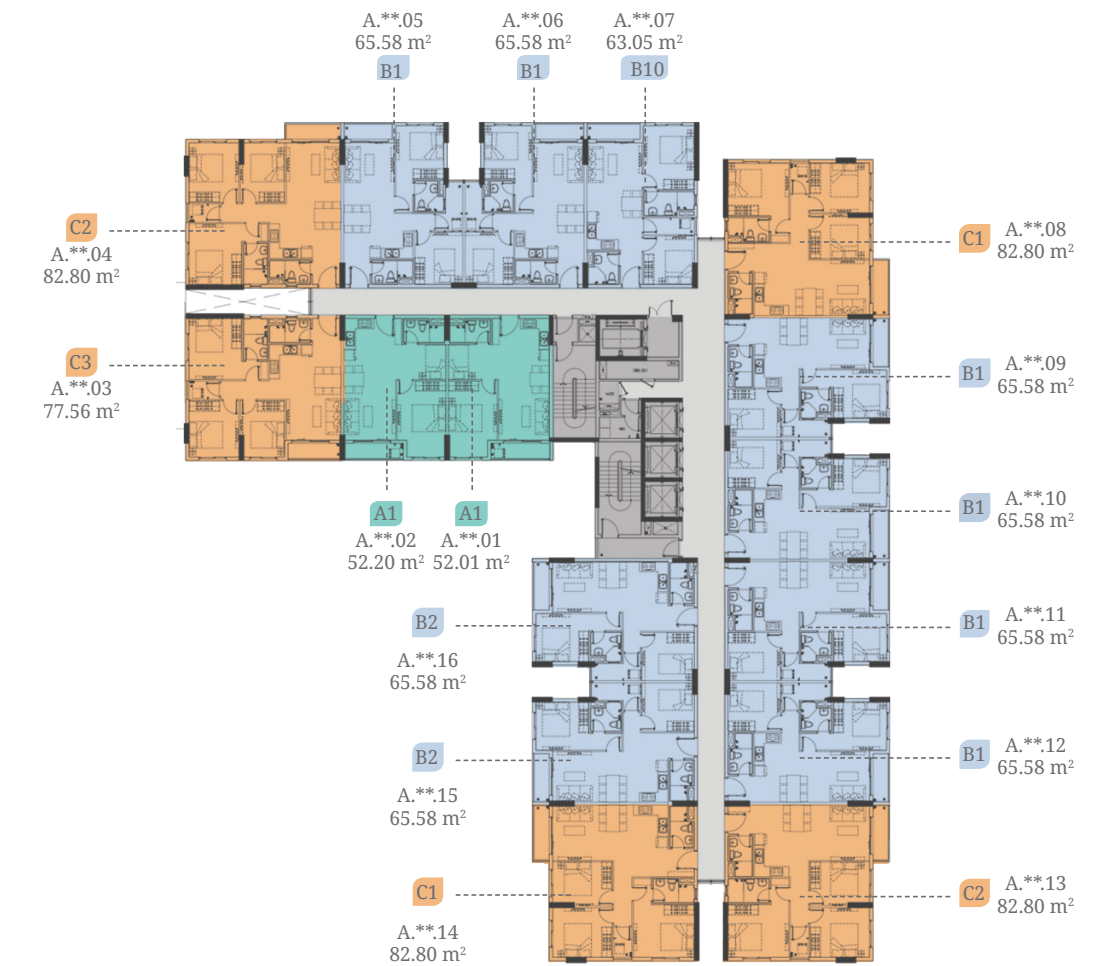 A.**.05
65.58 m²
B1
A.**.06
65.58 m²
B1
A.**.07
63.05 m²
B10
C2
A.**.04
82.80 m²
C1
A.**.08
82.80 m²
C3
A.**.03
77.56 m²
B1
A.**.09
65.58 m²
A1
A.**.02
52.20 m²
A1
A.**.01
52.01 m²
B1
A.**.10
65.58 m²
B2
A.**.16
65.58 m²
B1
A.**.11
65.58 m²
B2
A.**.15
65.58 m²
B1
A.**.12
65.58 m²
C1
A.**.14
82.80 m²
C2
A.**.13
82.80 m²